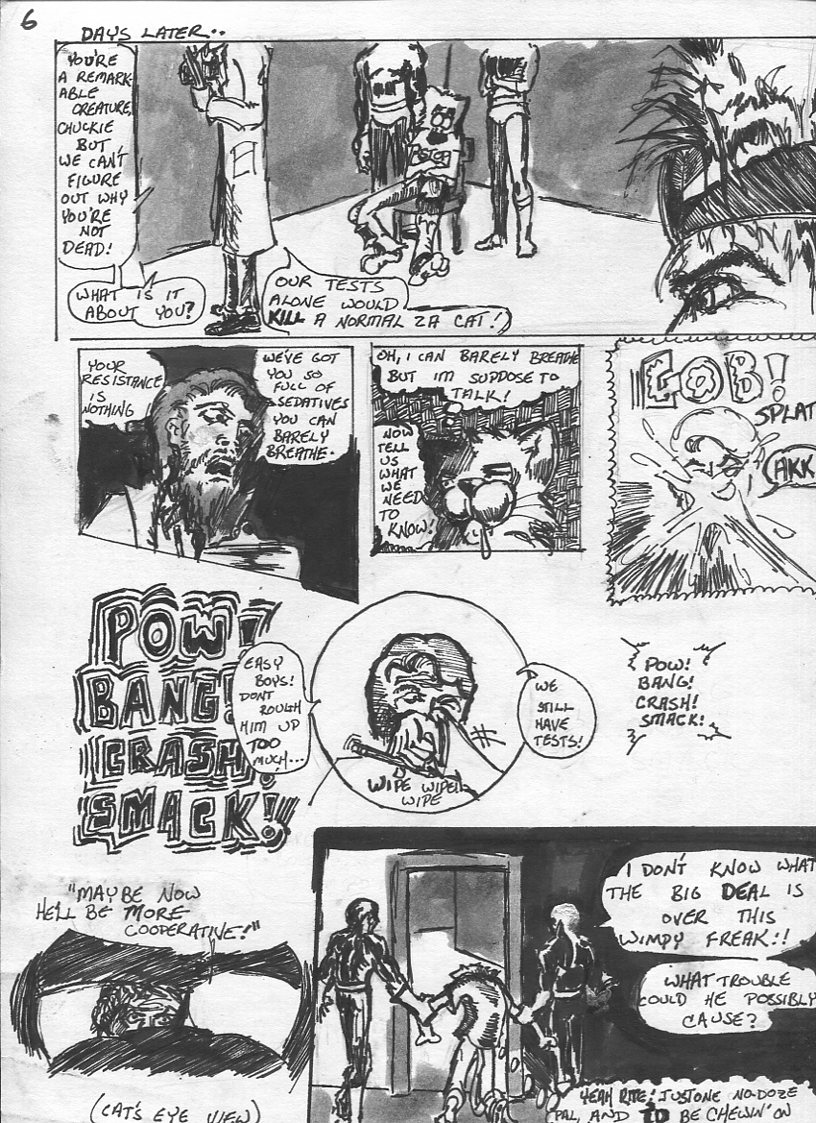 6
DAYS LATER..
YOU'RE
A REMARK-
ABLE
CREATURE,
CHUCKIE
BUT
WE CAN'T
FIGURE
OUT WHY
YOU'RE
NOT
DEAD!
WHAT IS IT
ABOUT YOU?
OUR TESTS
ALONE WOULD
KILL A NORMAL ZA CAT!
YOUR
RESISTANCE
IS
NOTHING
WE'VE GOT
YOU SO
FULL OF
SEDATIVES
YOU CAN
BARELY
BREATHE.
OH, I CAN BARELY BREATHE
BUT IM SUPPOSE TO
TALK!
NOW
TELL
US
WHAT
WE
NEED
TO
KNOW!
GOB!
SPLAT
AKK
POW!
BANG!
CRASH!
SMACK!
EASY
BOYS!
DONT
ROUGH
HIM UP
TOO
MUCH...
WE
STILL
HAVE
TESTS!
WIPE WIPE
WIPE
POW!
BANG!
CRASH!
SMACK!
"MAYBE NOW
HE'LL BE MORE
COOPERATIVE!"
(CAT'S EYE VIEW)
I DON'T KNOW WHAT
THE BIG DEAL IS
OVER THIS
WIMPY FREAK!!
WHAT TROUBLE
COULD HE POSSIBLY
CAUSE?
YEAH RITE! JUST ONE NO-DOZE
PAL, AND I'D BE CHEWIN' ON